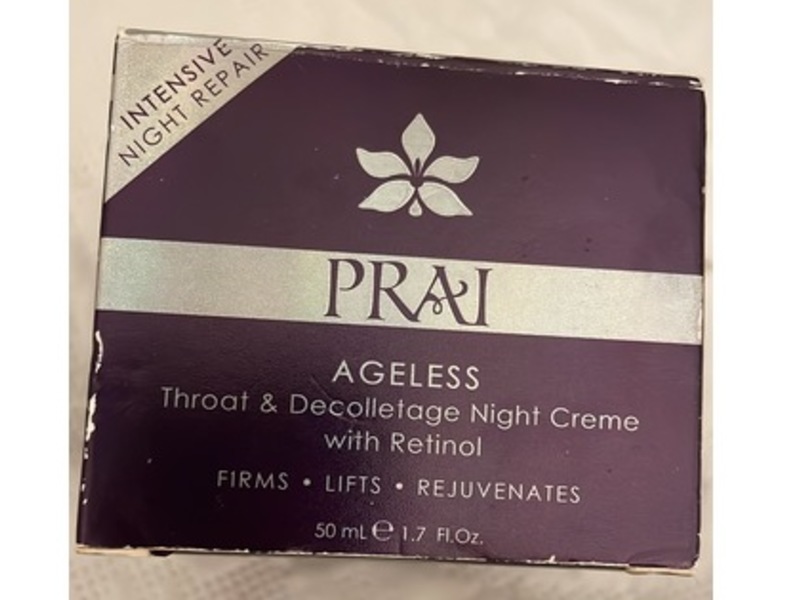 INTENSIVE
NIGHT REPAIR
PRAI
AGELESS
Throat & Decolletage Night Creme
with Retinol
FIRMS • LIFTS • REJUVENATES
50 mL ℮ 1.7 Fl.Oz.